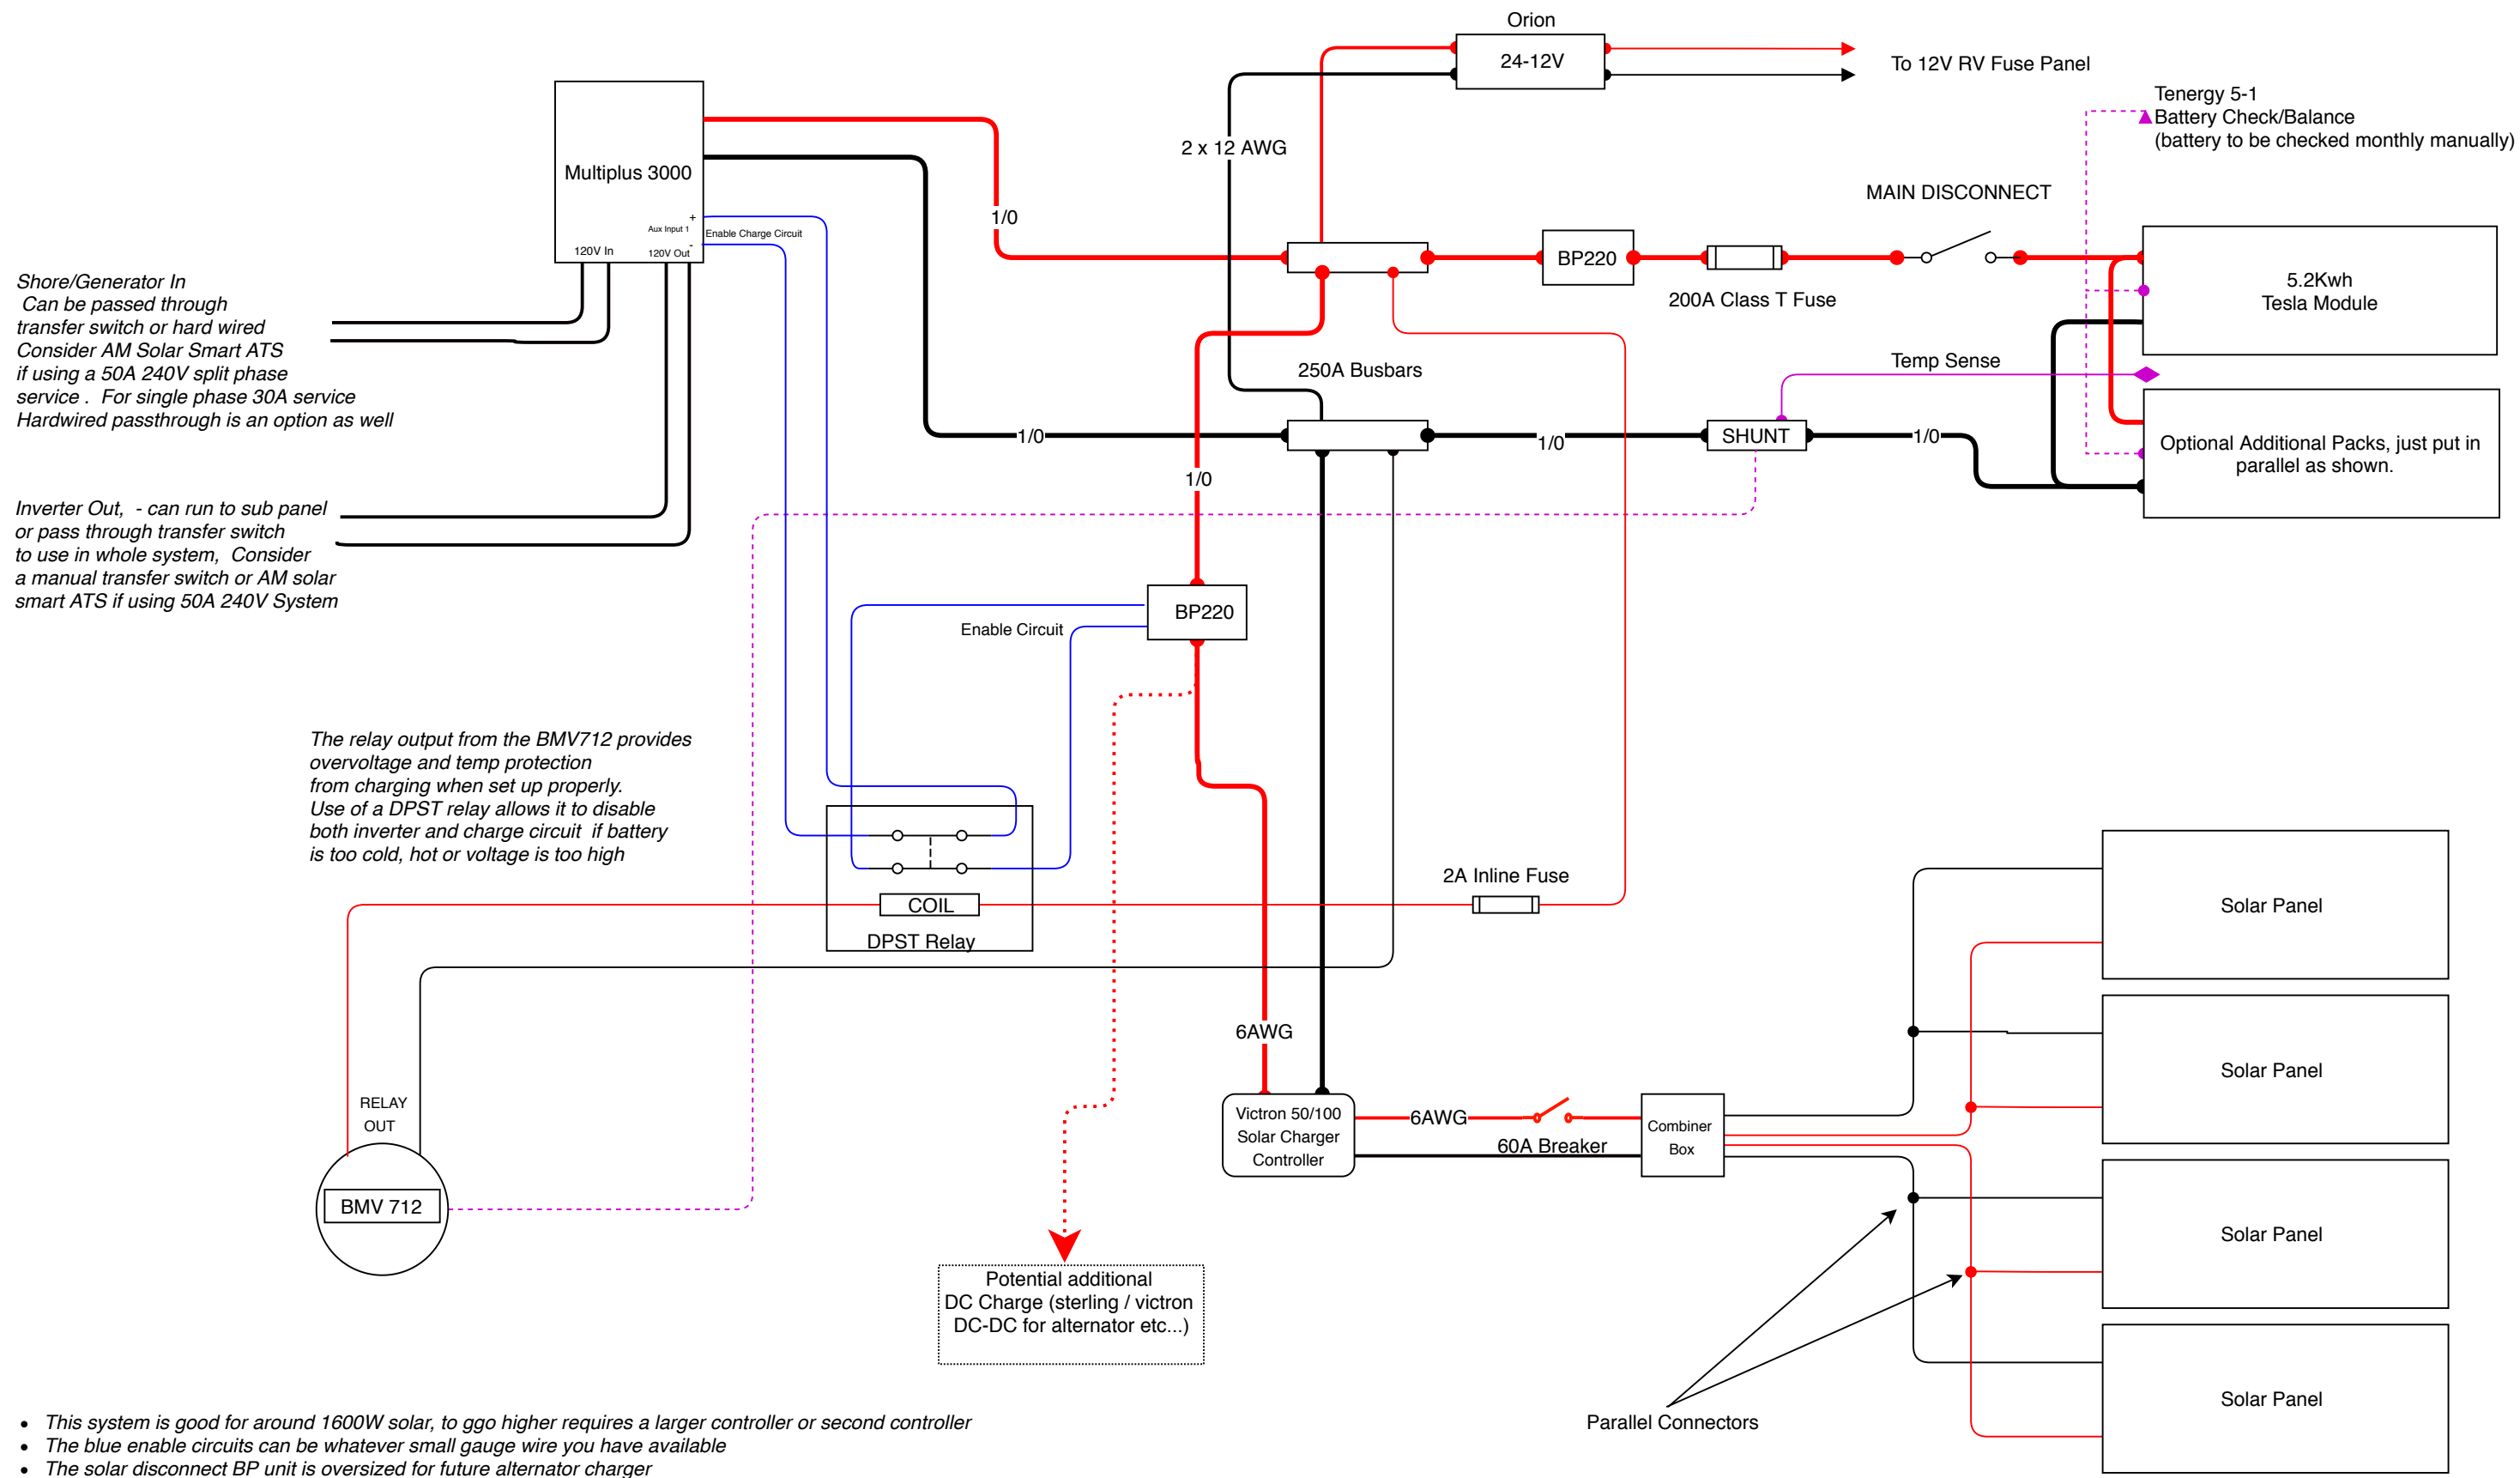 Orion
24-12V
To 12V RV Fuse Panel
Tenergy 5-1
Battery Check/Balance
(battery to be checked monthly manually)
2 x 12 AWG
MAIN DISCONNECT
Multiplus 3000
+
Aux Input 1
Enable Charge Circuit
-
120V In
120V Out
1/0
BP220
200A Class T Fuse
5.2Kwh
Tesla Module
Shore/Generator In
Can be passed through
transfer switch or hard wired
Consider AM Solar Smart ATS
if using a 50A 240V split phase
service . For single phase 30A service
Hardwired passthrough is an option as well
250A Busbars
Temp Sense
1/0
1/0
SHUNT
1/0
Optional Additional Packs, just put in
parallel as shown.
1/0
Inverter Out, - can run to sub panel
or pass through transfer switch
to use in whole system, Consider
a manual transfer switch or AM solar
smart ATS if using 50A 240V System
BP220
Enable Circuit
The relay output from the BMV712 provides
overvoltage and temp protection
from charging when set up properly.
Use of a DPST relay allows it to disable
both inverter and charge circuit if battery
is too cold, hot or voltage is too high
COIL
DPST Relay
2A Inline Fuse
Solar Panel
6AWG
Solar Panel
RELAY
OUT
Victron 50/100
Solar Charger
Controller
6AWG
60A Breaker
Combiner
Box
BMV 712
Solar Panel
Potential additional
DC Charge (sterling / victron
DC-DC for alternator etc...)
Solar Panel
Parallel Connectors
• This system is good for around 1600W solar, to ggo higher requires a larger controller or second controller
• The blue enable circuits can be whatever small gauge wire you have available
• The solar disconnect BP unit is oversized for future alternator charger